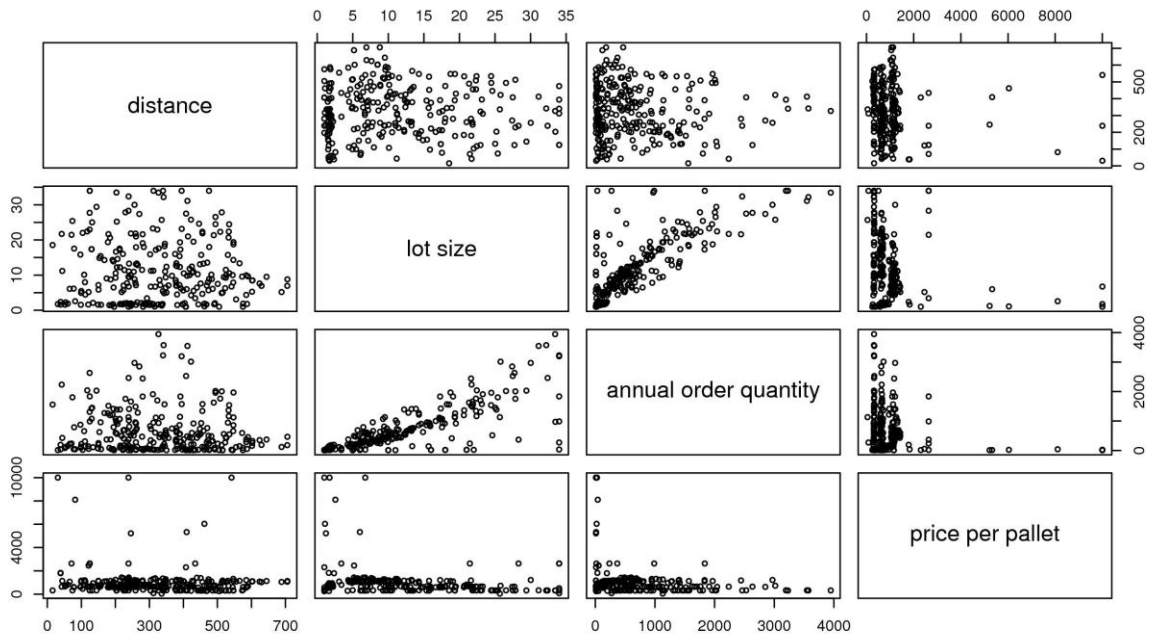 0 5 10 15 20 25 30 35
0 2000 4000 6000 8000
distance
0 200 500
0 10 20 30
lot size
annual order quantity
0 2000 4000
0 4000 10000
price per pallet
0 100 300 500 700
0 1000 2000 3000 4000